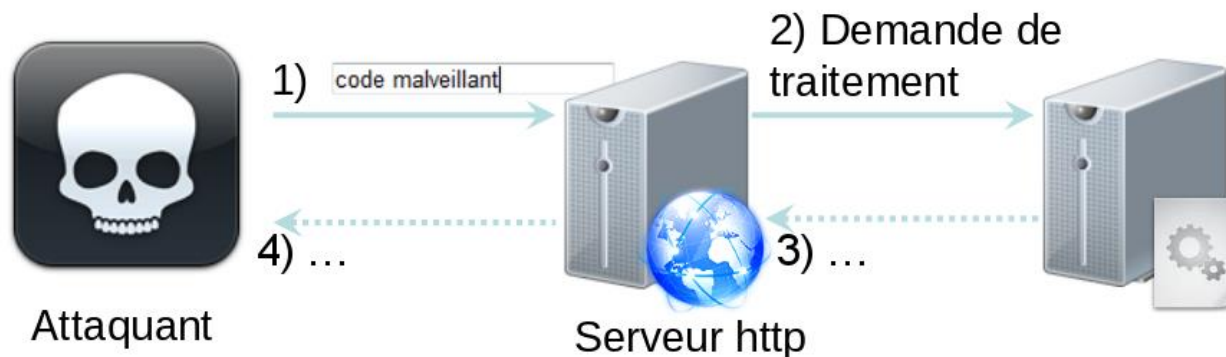 1) code malveillant
2) Demande de
traitement
3) ...
4) ...
Attaquant
Serveur http